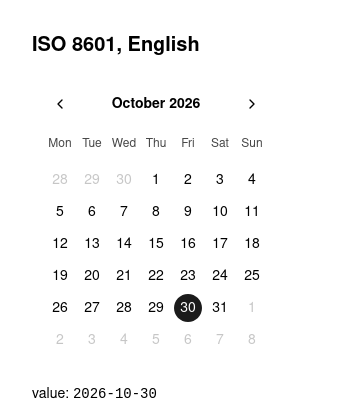 ISO 8601, English
October 2026
Mon Tue Wed Thu Fri Sat Sun
28 29 30 1 2 3 4
5 6 7 8 9 10 11
12 13 14 15 16 17 18
19 20 21 22 23 24 25
26 27 28 29 30 31 1
2 3 4 5 6 7 8
value: 2026-10-30